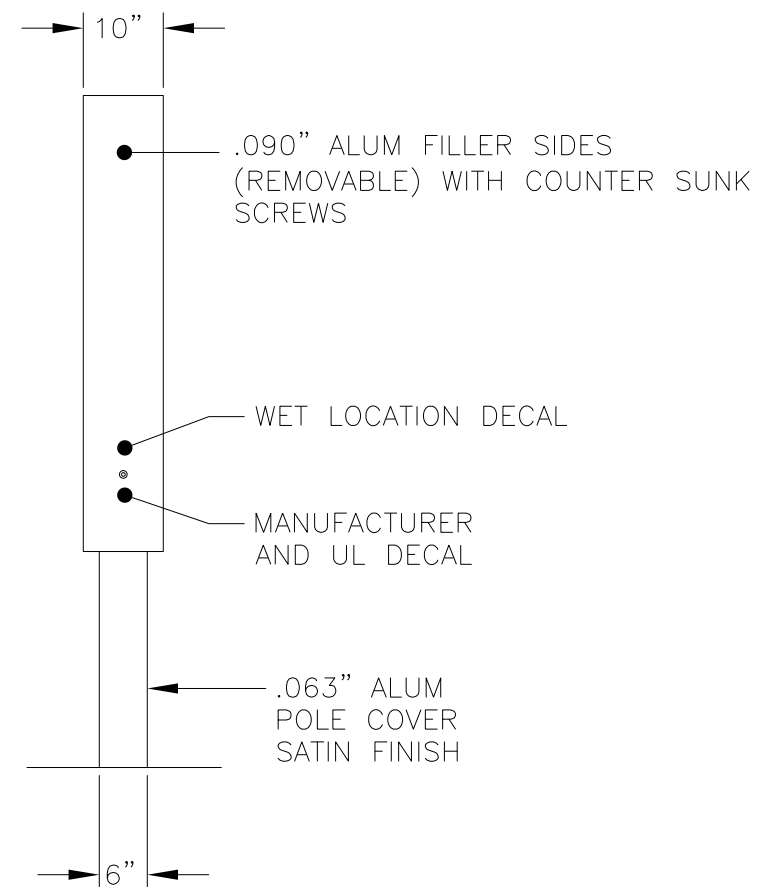 10”
.090” ALUM FILLER SIDES
(REMOVABLE) WITH COUNTER SUNK
SCREWS
WET LOCATION DECAL
MANUFACTURER
AND UL DECAL
.063” ALUM
POLE COVER
SATIN FINISH
6”